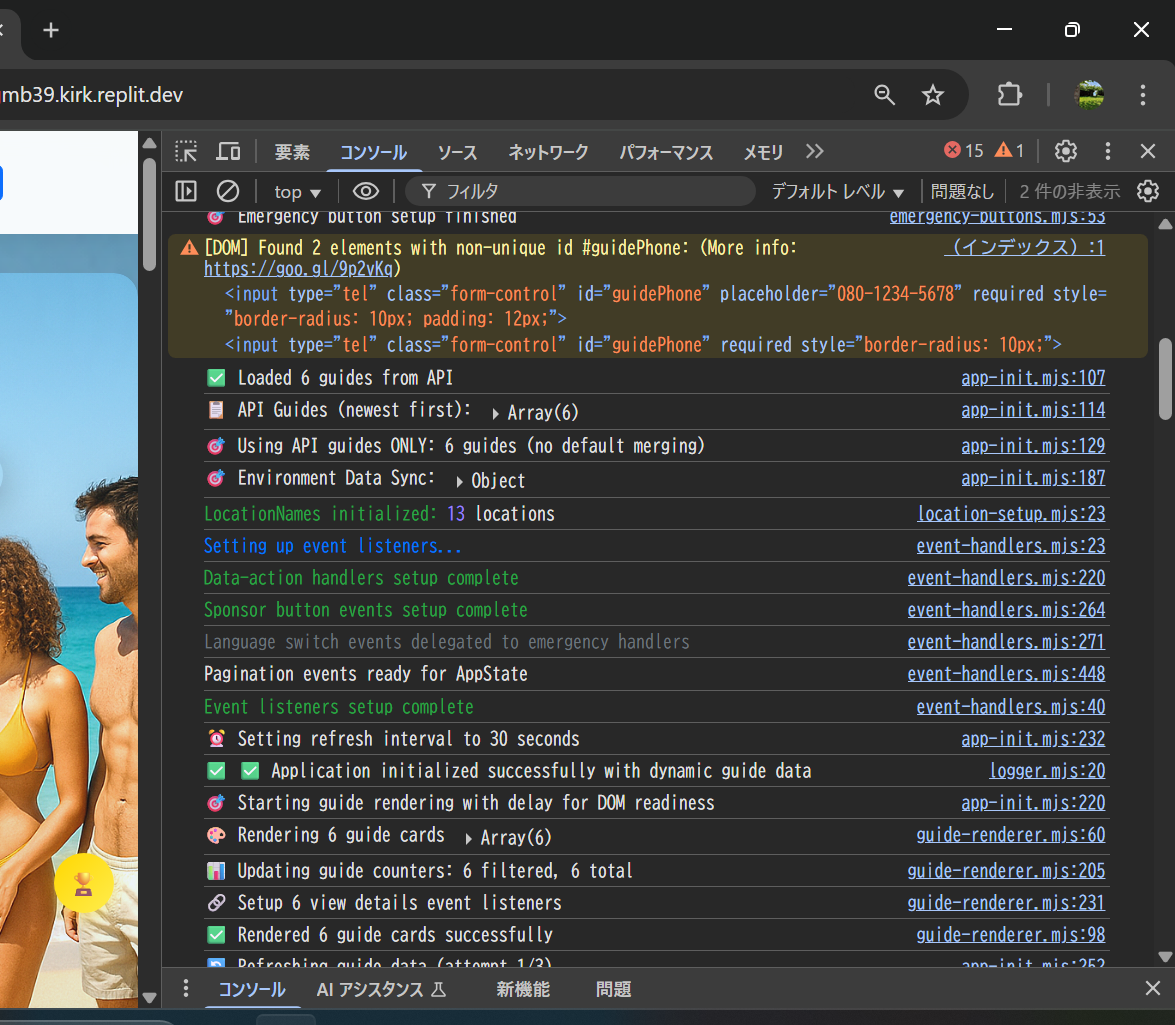 mb39.kirk.replit.dev
要素 コンソール ソース ネットワーク パフォーマンス メモリ 15 1
top フィルタ デフォルト レベル 問題なし 2 件の非表示
Emergency button setup finished emergency-buttons.mjs:53
[DOM] Found 2 elements with non-unique id #guidePhone: (More info: (インデックス):1
https://goo.gl/9p2vKq)
<input type="tel" class="form-control" id="guidePhone" placeholder="080-1234-5678" required style=
"border-radius: 10px; padding: 12px;">
<input type="tel" class="form-control" id="guidePhone" required style="border-radius: 10px;">
Loaded 6 guides from API app-init.mjs:107
API Guides (newest first): Array(6) app-init.mjs:114
Using API guides ONLY: 6 guides (no default merging) app-init.mjs:129
Environment Data Sync: Object app-init.mjs:187
LocationNames initialized: 13 locations location-setup.mjs:23
Setting up event listeners... event-handlers.mjs:23
Data-action handlers setup complete event-handlers.mjs:220
Sponsor button events setup complete event-handlers.mjs:264
Language switch events delegated to emergency handlers event-handlers.mjs:271
Pagination events ready for AppState event-handlers.mjs:448
Event listeners setup complete event-handlers.mjs:40
Setting refresh interval to 30 seconds app-init.mjs:232
Application initialized successfully with dynamic guide data logger.mjs:20
Starting guide rendering with delay for DOM readiness app-init.mjs:220
Rendering 6 guide cards Array(6) guide-renderer.mjs:60
Updating guide counters: 6 filtered, 6 total guide-renderer.mjs:205
Setup 6 view details event listeners guide-renderer.mjs:231
Rendered 6 guide cards successfully guide-renderer.mjs:98
Refreshing guide data (attempt 1/3) app-init.mjs:252
コンソール AI アシスタンス 新機能 問題